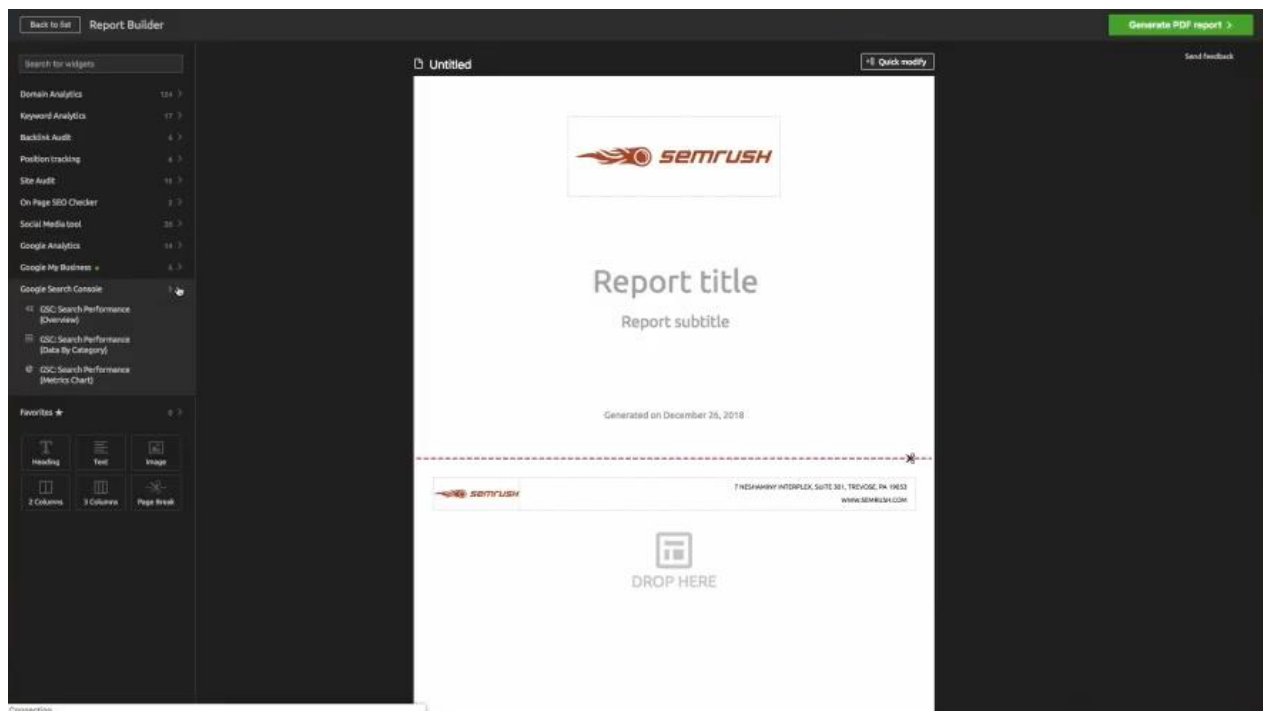 Back to list
Report Builder
Generate PDF report >
Search for widgets
Untitled
Quick modify
Send feedback
Domain Analytics 124 >
Keyword Analytics 17 >
Backlink Audit >
Position tracking >
Site Audit >
On Page SEO Checker >
Social Media tool >
Google Analytics >
Google My Business >
Google Search Console
GSC: Search Performance
(Overview)
GSC: Search Performance
(Data By Category)
GSC: Search Performance
(Metrics Chart)
Favorites ★ 0 >
Heading
Text
Image
2 Columns
3 Columns
Page Break
semrush
Report title
Report subtitle
Generated on December 26, 2018
semrush
7 NESHAMINY INTERPLEX, SUITE 301, TREVOSE, PA 19053
WWW.SEMRUSH.COM
DROP HERE